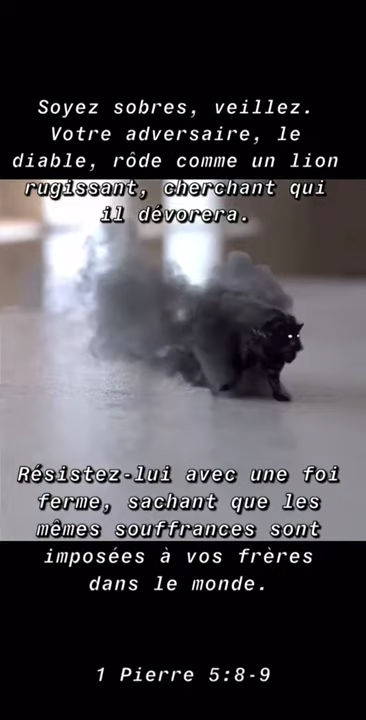 Soyez sobres, veillez.
Votre adversaire, le
diable, rôde comme un lion
rugissant, cherchant qui
il dévorera.
Résistez-lui avec une foi
ferme, sachant que les
mêmes souffrances sont
imposées à vos frères
dans le monde.
1 Pierre 5:8-9